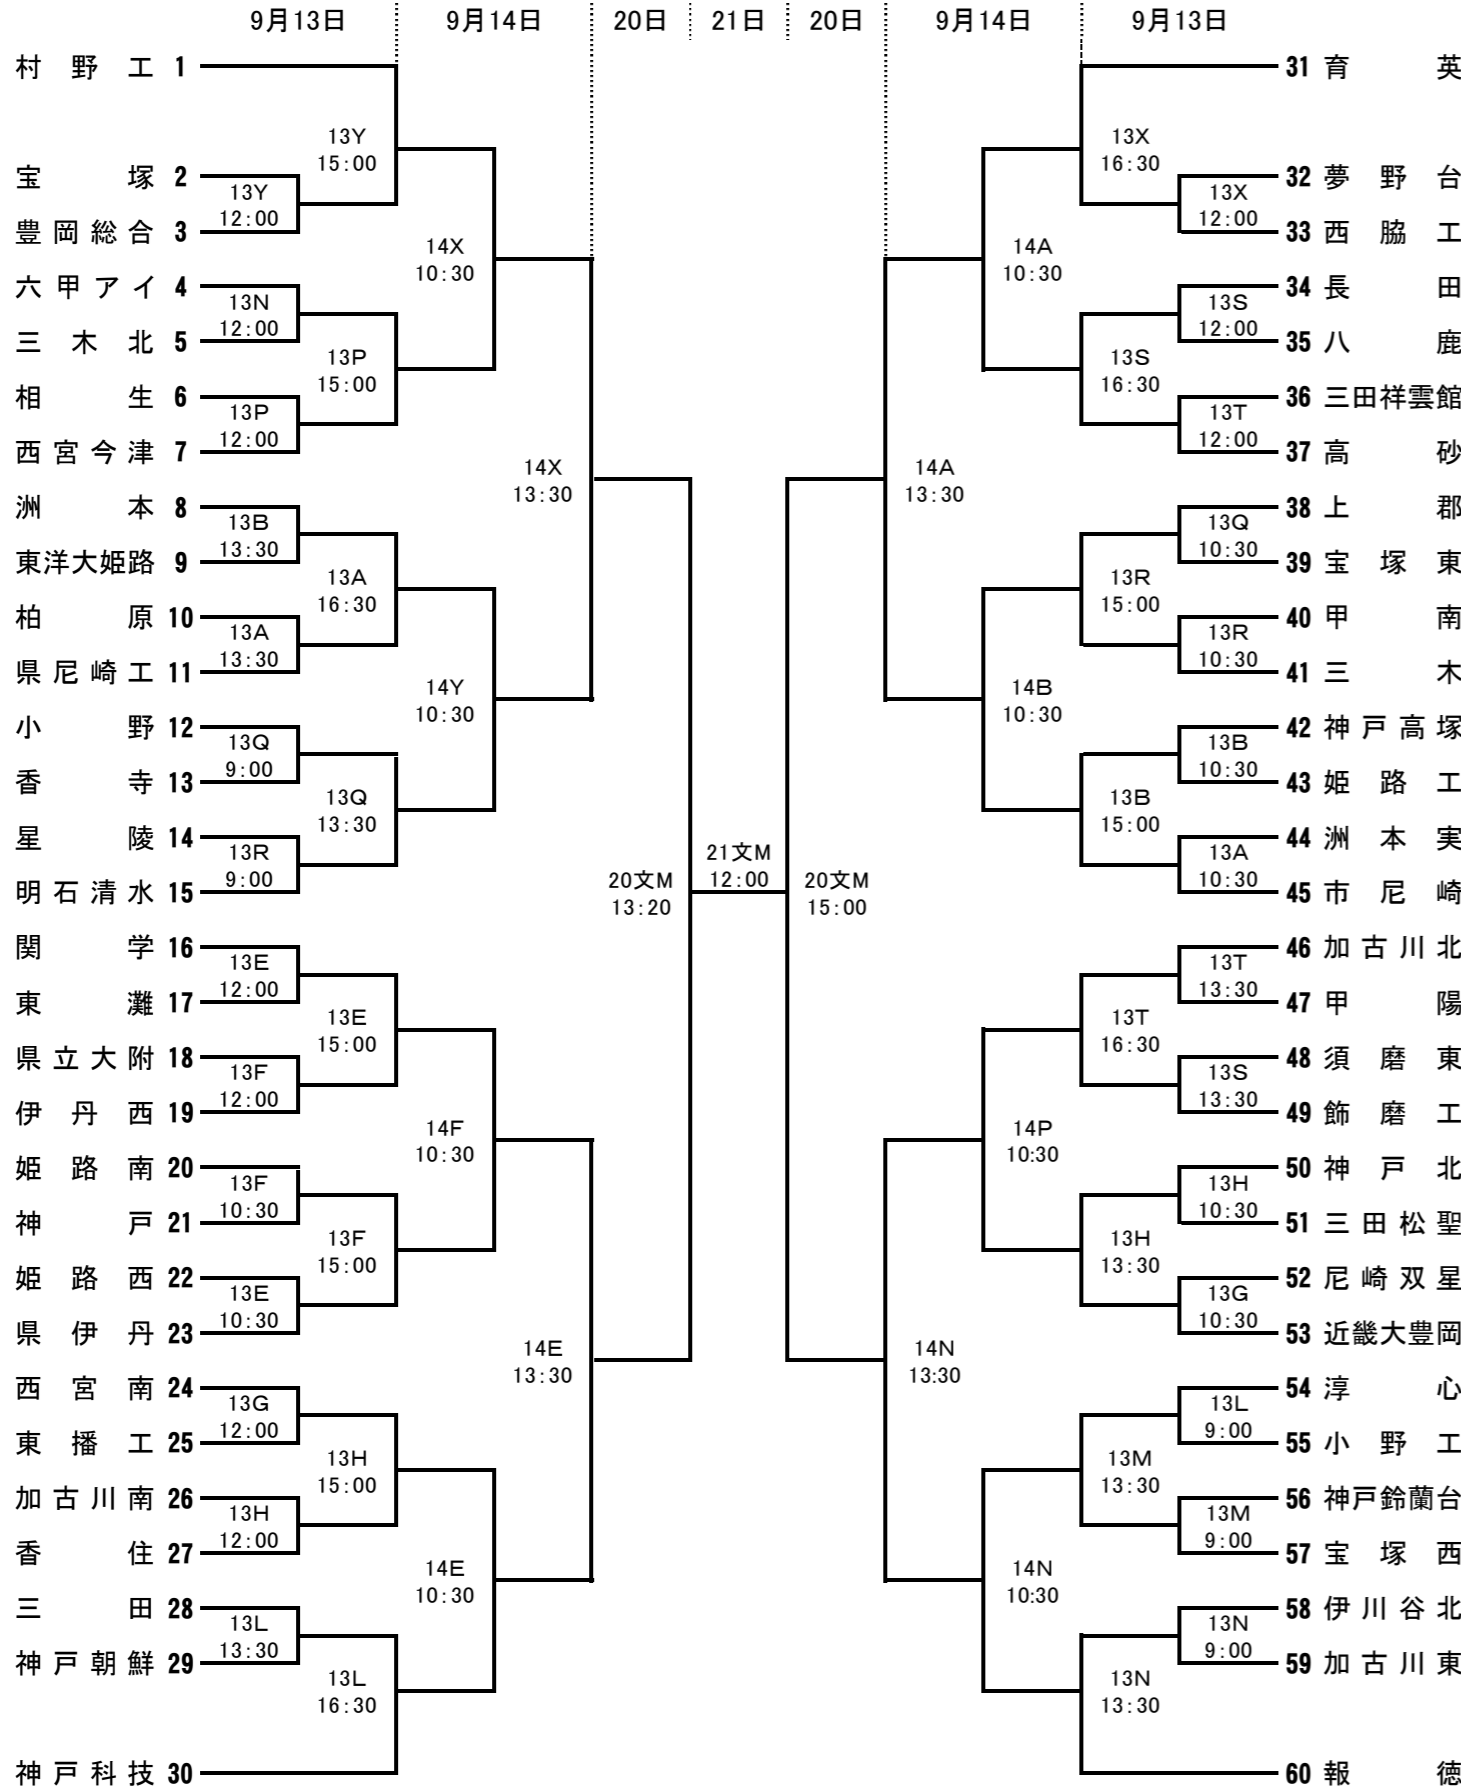 9月13日 9月14日 20日 21日 20日 9月14日 9月13日
村野工 1
宝塚 2
豊岡総合 3
六甲アイ 4
三木北 5
相生 6
西宮今津 7
洲本 8
東洋大姫路 9
柏原 10
県尼崎工 11
小野 12
香寺 13
星陵 14
明石清水 15
関学 16
東灘 17
県立大附 18
伊丹西 19
姫路南 20
神戸 21
姫路西 22
県伊丹 23
西宮南 24
東播工 25
加古川南 26
香住 27
三田 28
神戸朝鮮 29
神戸科技 30
13Y
12:00
13N
12:00
13P
12:00
13B
13:30
13A
13:30
13Q
9:00
13R
9:00
13E
12:00
13F
12:00
13F
10:30
13E
10:30
13G
12:00
13H
12:00
13L
13:30
13Y
15:00
13P
15:00
13A
16:30
13Q
13:30
13E
15:00
13F
15:00
13H
15:00
13L
16:30
14X
10:30
14Y
10:30
14F
10:30
14E
10:30
14X
13:30
14E
13:30
20文M
13:20
21文M
12:00
20文M
15:00
14A
13:30
14N
13:30
14A
10:30
14B
10:30
14P
10:30
14N
10:30
13X
16:30
13S
16:30
13R
15:00
13B
15:00
13T
16:30
13H
13:30
13M
13:30
13N
13:30
13X
12:00
13S
12:00
13T
12:00
13Q
10:30
13R
10:30
13B
10:30
13A
10:30
13T
13:30
13S
13:30
13H
10:30
13G
10:30
13L
9:00
13M
9:00
13N
9:00
31 育英
32 夢野台
33 西脇工
34 長田
35 八鹿
36 三田祥雲館
37 高砂
38 上郡
39 宝塚東
40 甲南
41 三木
42 神戸高塚
43 姫路工
44 洲本実
45 市尼崎
46 加古川北
47 甲陽
48 須磨東
49 飾磨工
50 神戸北
51 三田松聖
52 尼崎双星
53 近畿大豊岡
54 淳心
55 小野工
56 神戸鈴蘭台
57 宝塚西
58 伊川谷北
59 加古川東
60 報徳